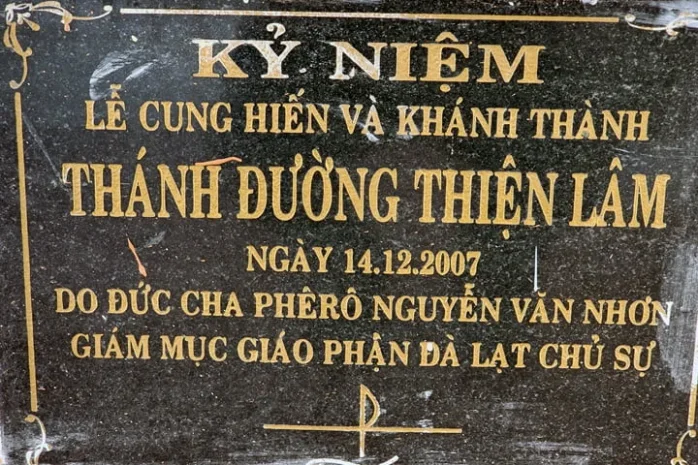 KỶ NIỆM
LỄ CUNG HIẾN VÀ KHÁNH THÀNH
THÁNH ĐƯỜNG THIỆN LÂM
NGÀY 14.12.2007
DO ĐỨC CHA PHÊRÔ NGUYỄN VĂN NHƠN
GIÁM MỤC GIÁO PHẬN ĐÀ LẠT CHỦ SỰ